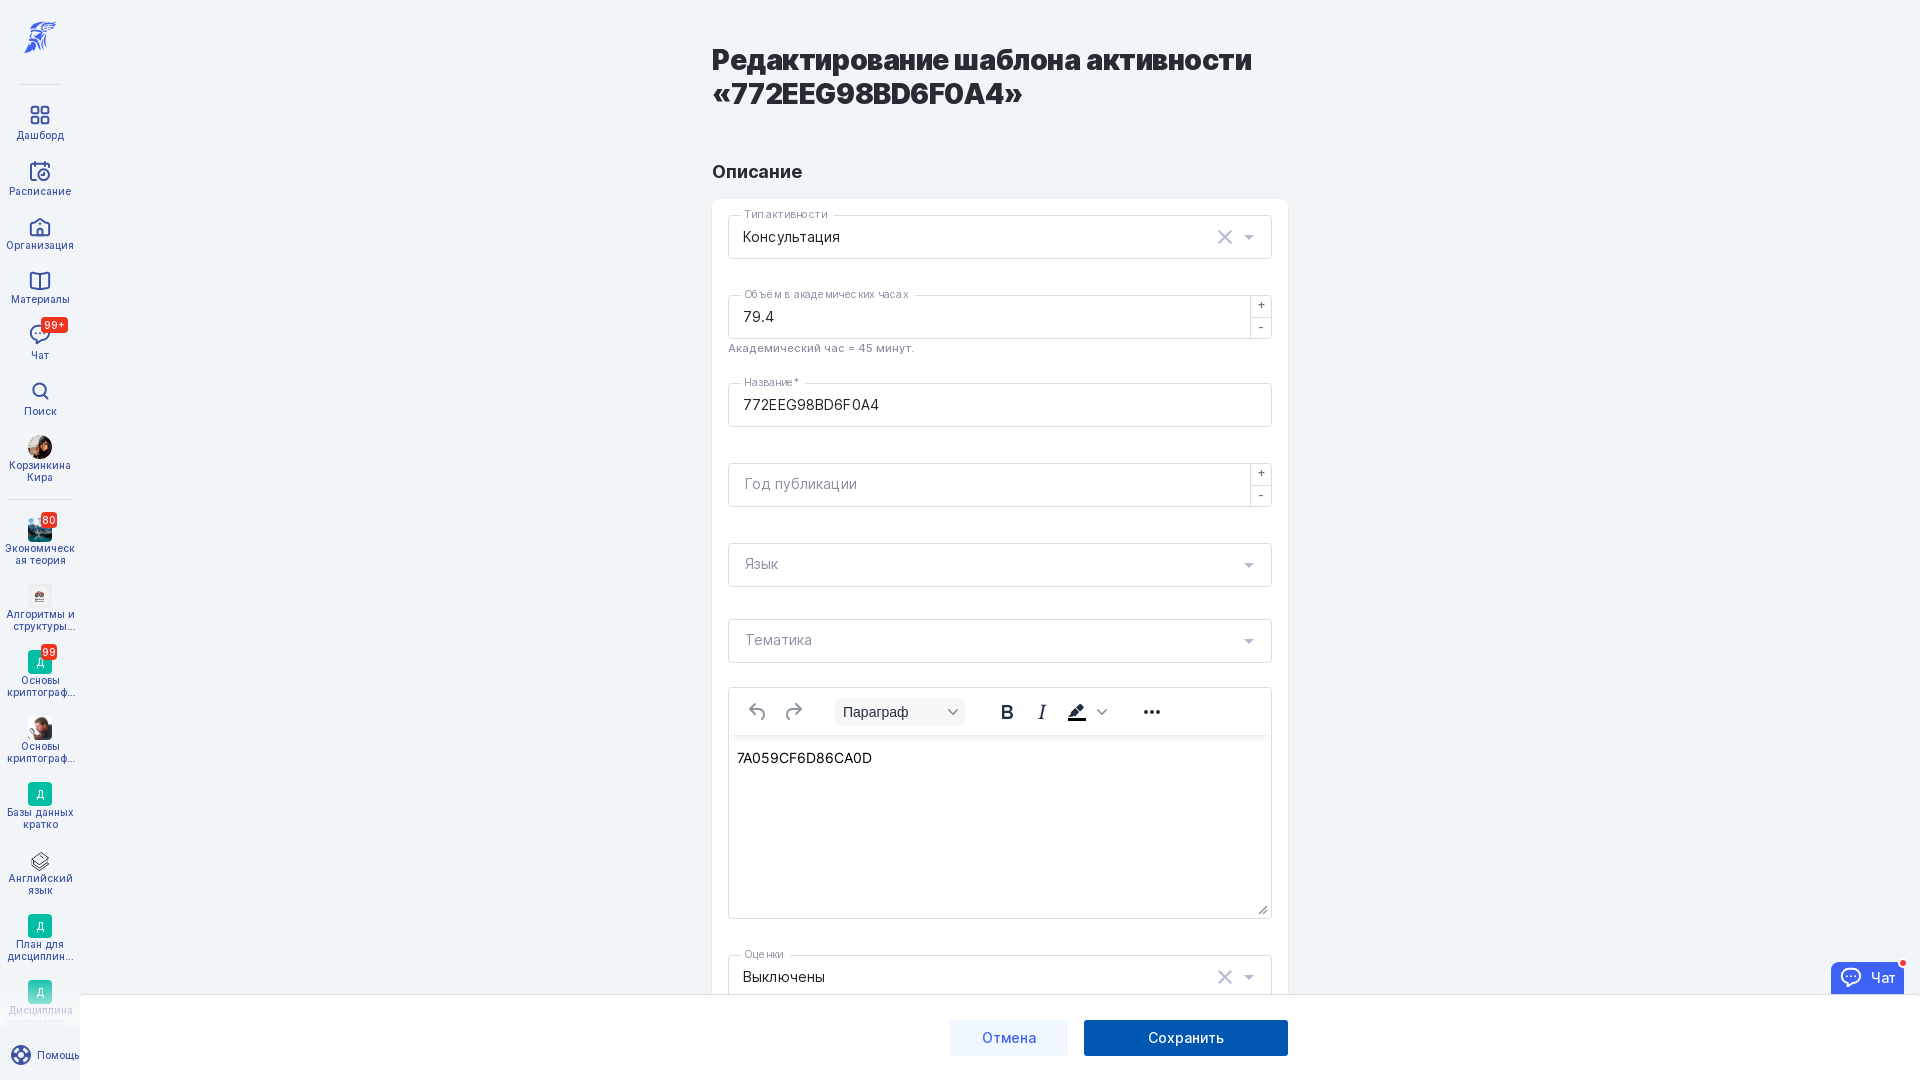 Редактирование шаблона активности
«772EEG98BD6F0A4»
Описание
Тип активности
Консультация
Объём в академических часах
79.4
+
-
Академический час = 45 минут.
Название *
772EEG98BD6F0A4
Год публикации
+
-
Язык
Тематика
Параграф
B I
7A059CF6D86CA0D
Оценки
Выключены
Отмена
Сохранить
Чат
Дашборд
Расписание
Организация
Материалы
99+
Чат
Поиск
Корзинкина
Кира
80
Экономическ
ая теория
Алгоритмы и
структуры...
99
Д
Основы
криптограф...
Основы
криптограф...
Д
Базы данных
кратко
Английский
язык
Д
План для
дисциплин...
Д
Дисциплина
Помощь